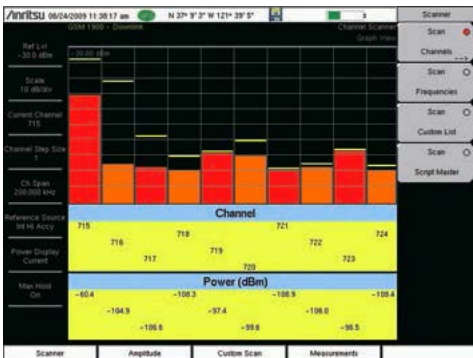 /inritsu 06/24/2009 11:38:17 am N 37° 9' 3" W 121° 39' 5"
GSM 1900 - Downlink Channel Scanner
Graph View
Ref Lvl
-30.0 dBm
-30.00 dBm
Scale
10 dB/div
Current Channel
715
Channel Step Size
1
Ch Span
200.000 kHz
Reference Source
Int Hi Accy
Power Display
Current
Max Hold
On
Scanner
Scan
Channels
-->
Scan
Frequencies
Scan
Custom List
Scan
Script Master
Channel
715 718 721 724
716 719 722
717 720 723
Power (dBm)
-60.4 -108.3 -108.9 -108.4
-104.9 -97.4 -106.0
-106.6 -99.6 -96.5
Scanner Amplitude Custom Scan Measurements